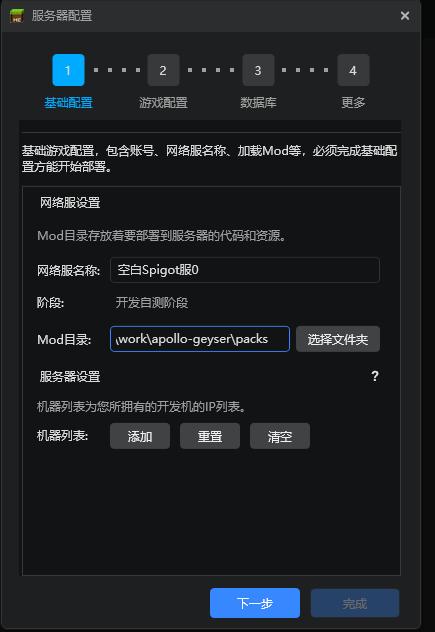 服务器配置
1 2 3 4
基础配置 游戏配置 数据库 更多
基础游戏配置，包含账号、网络服名称、加载Mod等，必须完成基础配
置方能开始部署。
网络服设置
Mod目录存放着要部署到服务器的代码和资源。
网络服名称: 空白Spigot服0
阶段: 开发自测阶段
Mod目录: \work\apollo-geyser\packs 选择文件夹
服务器设置 ?
机器列表为您所拥有的开发机的IP列表。
机器列表: 添加 重置 清空
下一步 完成